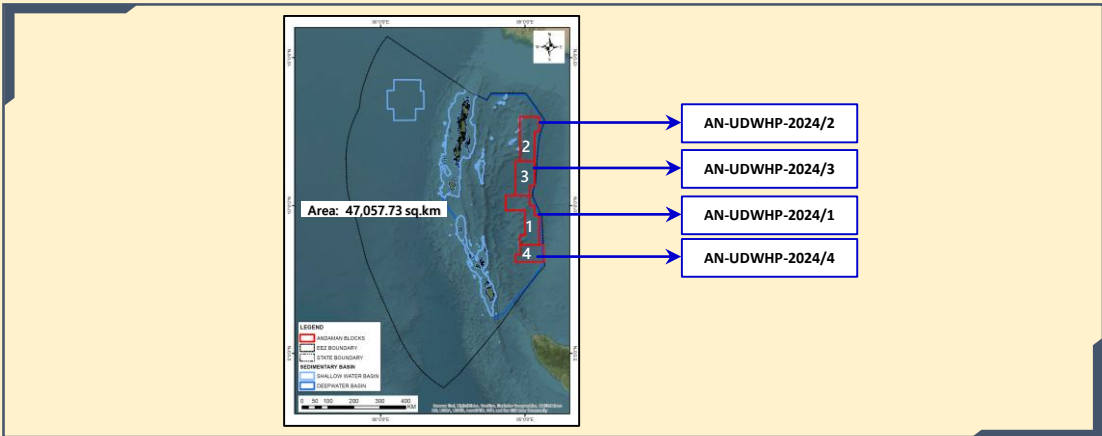 AN-UDWHP-2024/2
AN-UDWHP-2024/3
AN-UDWHP-2024/1
AN-UDWHP-2024/4
2
3
1
4
Area: 47,057.73 sq.km
LEGEND
ANDAMAN BLOCKS
EEZ BOUNDARY
STATE BOUNDARY
SEDIMENTARY BASIN
SHALLOW WATER BASIN
DEEPWATER BASIN
0 50 100 200 300 400
KM